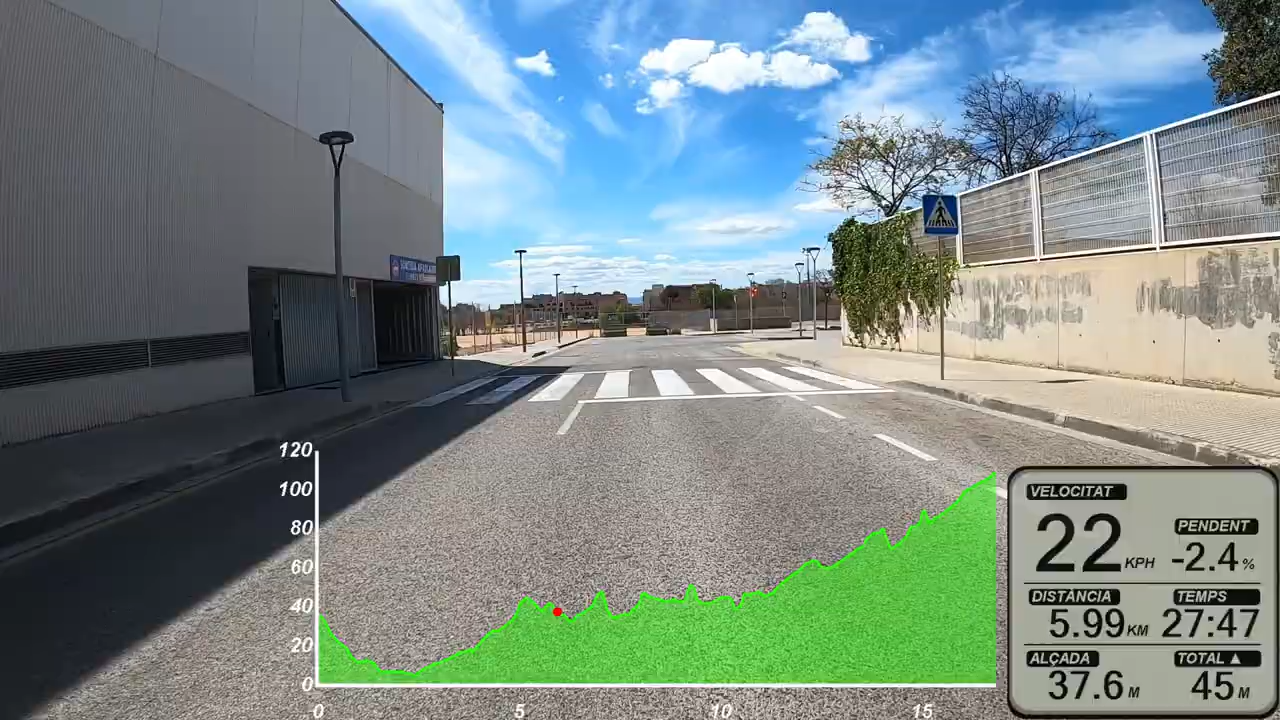 120
100
80
60
40
20
0
0 5 10 15
VELOCITAT
22 KPH
PENDENT
-2.4 %
DISTÀNCIA
5.99 KM
TEMPS
27:47
ALÇADA
37.6 M
TOTAL ▲
45 M